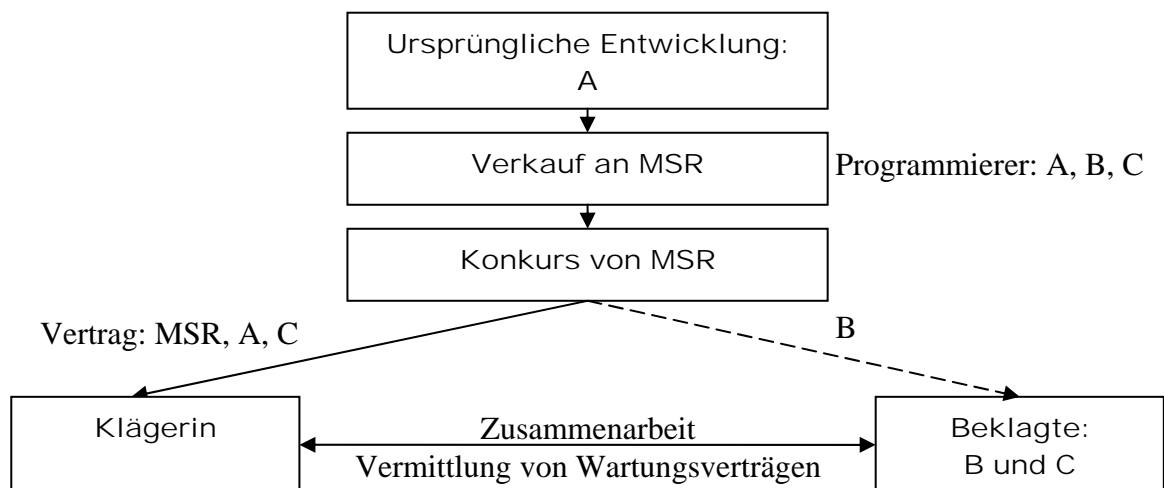 Ursprüngliche Entwicklung:
A
Verkauf an MSR
Programmierer: A, B, C
Konkurs von MSR
Vertrag: MSR, A, C
B
Klägerin
Zusammenarbeit
Vermittlung von Wartungsverträgen
Beklagte:
B und C